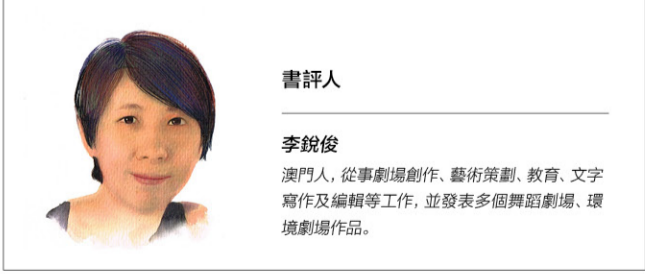 書評人
李銳俊
澳門人，從事劇場創作、藝術策劃、教育、文字
寫作及編輯等工作，並發表多個舞蹈劇場、環
境劇場作品。